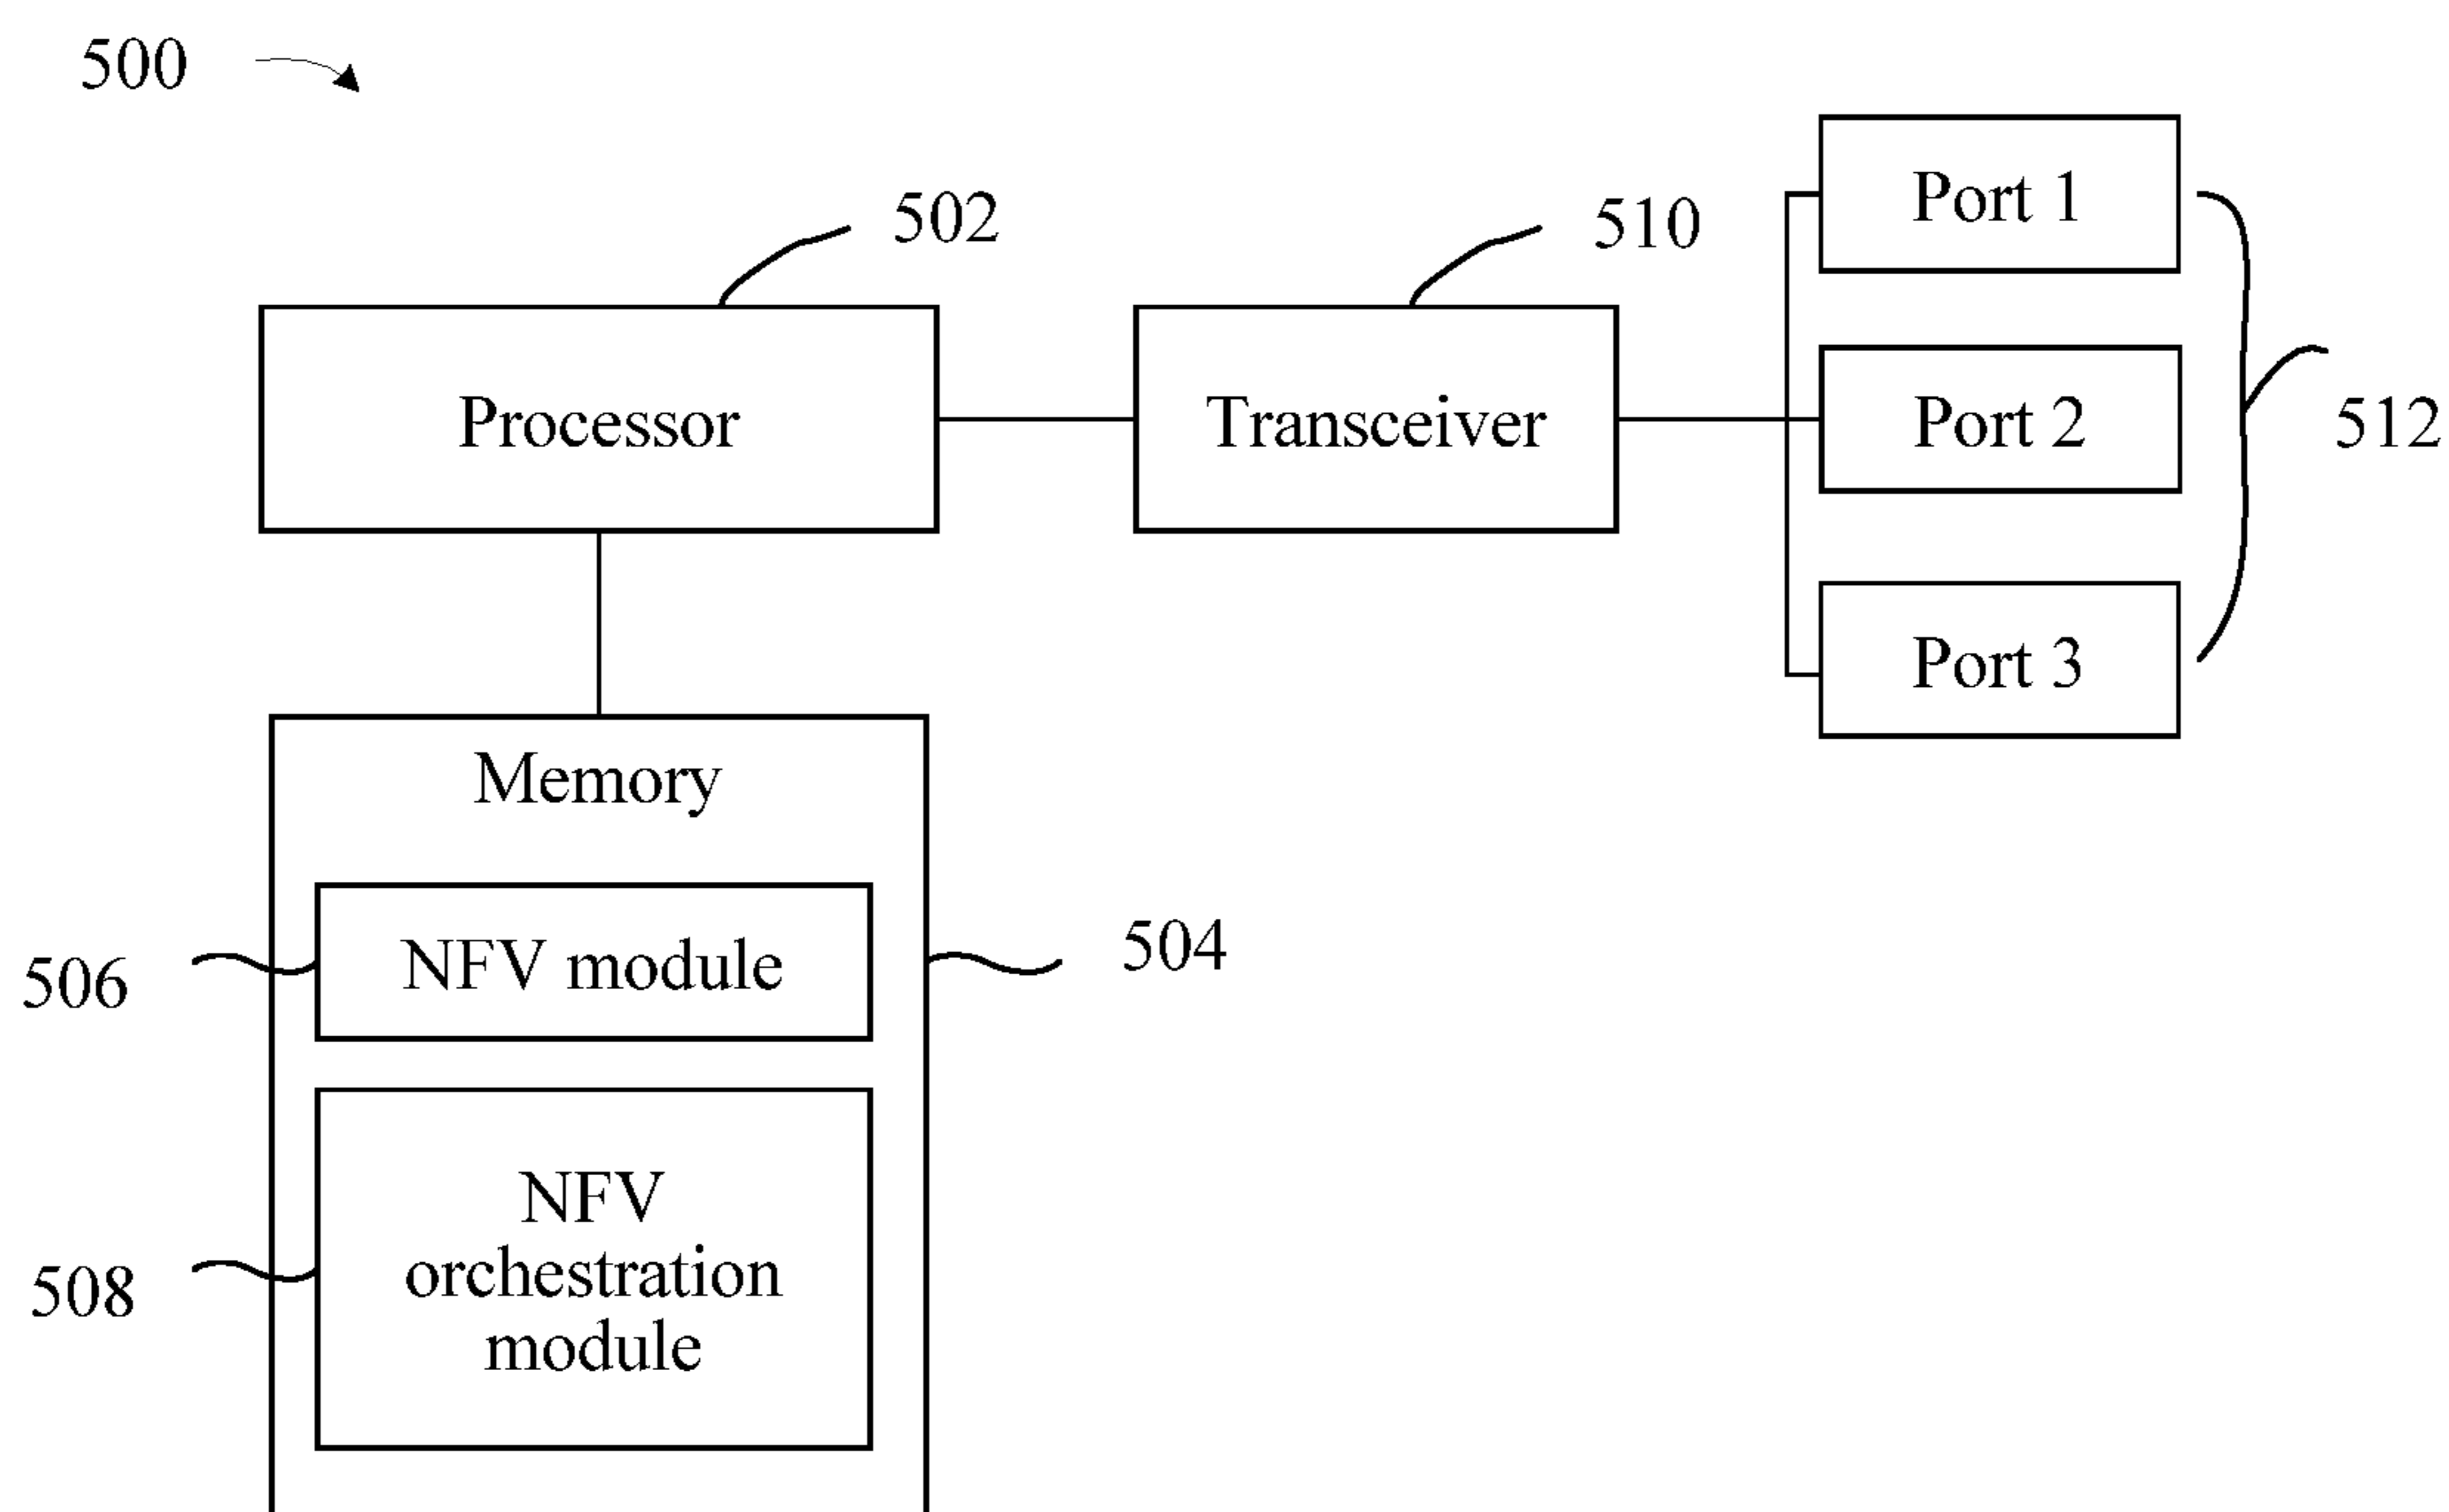 500
502
510
Port 1
Processor
Transceiver
Port 2
512
Port 3
Memory
NFV module
504
506
NFV
orchestration
module
508